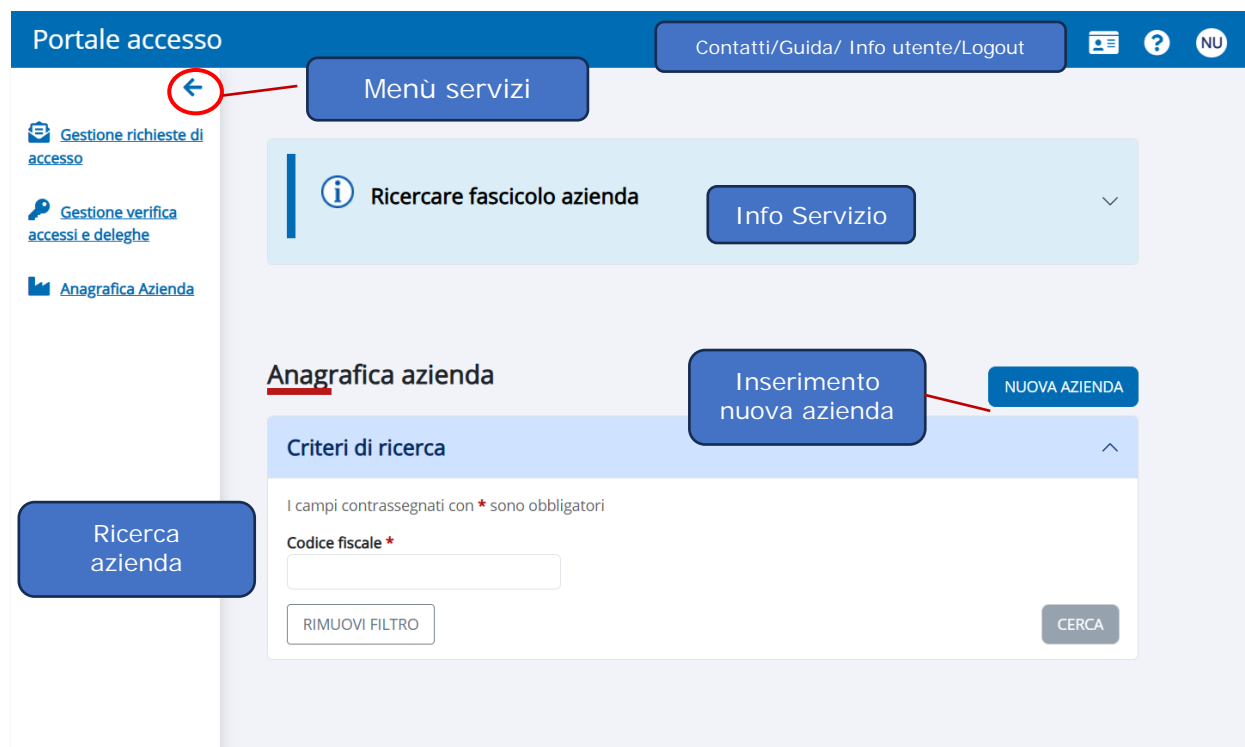 Portale accesso
Contatti/Guida/ Info utente/Logout
NU
Menù servizi
Gestione richieste di
accesso
Gestione verifica
accessi e deleghe
Anagrafica Azienda
Ricercare fascicolo azienda
Info Servizio
Anagrafica azienda
Inserimento
nuova azienda
NUOVA AZIENDA
Criteri di ricerca
I campi contrassegnati con * sono obbligatori
Ricerca
azienda
Codice fiscale *
RIMUOVI FILTRO
CERCA